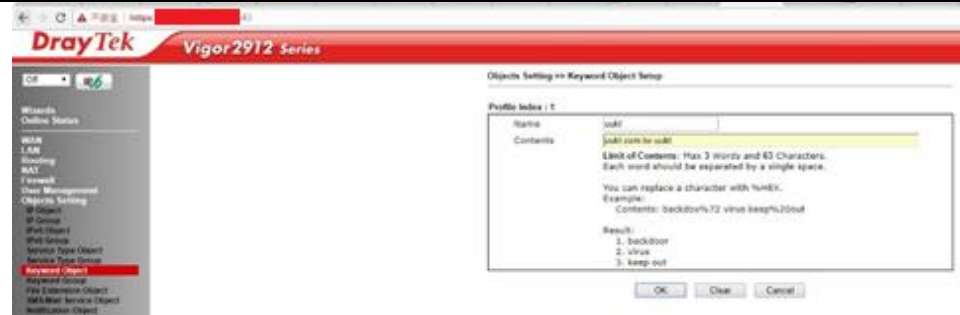 https
DrayTek
Vigor2912 Series
Off
Wizards
Online Status
WAN
LAN
Routing
NAT
Firewall
User Management
Objects Setting
IP Object
IP Group
IPv6 Object
IPv6 Group
Service Type Object
Service Type Group
Keyword Object
Keyword Group
File Extension Object
SMS/Mail Service Object
Notification Object
Objects Setting >> Keyword Object Setup
Profile Index : 1
Name
Contents
Limit of Contents: Max 3 Words and 63 Characters.
Each word should be separated by a single space.
You can replace a character with %HEX.
Example:
Contents: backdoo%72 virus keep%20out
Result:
1. backdoor
2. virus
3. keep out
OK Clear Cancel